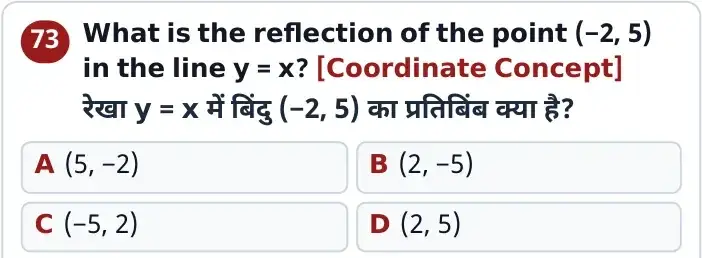 73 What is the reflection of the point (−2, 5)
in the line y = x? [Coordinate Concept]
रेखा y = x में बिंदु (−2, 5) का प्रतिबिंब क्या है?
A (5, −2)
B (2, −5)
C (−5, 2)
D (2, 5)